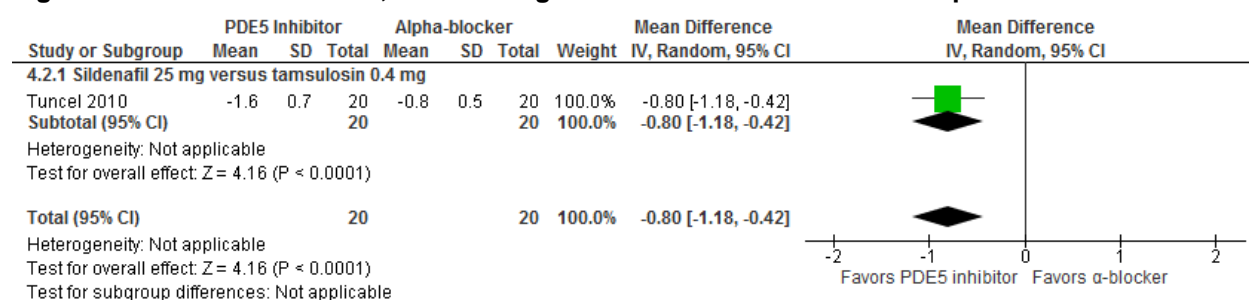 PDE5 Inhibitor Alpha-blocker Mean Difference Mean Difference
Study or Subgroup Mean SD Total Mean SD Total Weight IV, Random, 95% CI IV, Random, 95% CI
4.2.1 Sildenafil 25 mg versus tamsulosin 0.4 mg
Tuncel 2010 -1.6 0.7 20 -0.8 0.5 20 100.0% -0.80 [-1.18, -0.42]
Subtotal (95% CI) 20 20 100.0% -0.80 [-1.18, -0.42]
Heterogeneity: Not applicable
Test for overall effect: Z = 4.16 (P < 0.0001)
Total (95% CI) 20 20 100.0% -0.80 [-1.18, -0.42]
Heterogeneity: Not applicable
Test for overall effect: Z = 4.16 (P < 0.0001)
Test for subgroup differences: Not applicable
-2 -1 0 1 2
Favors PDE5 inhibitor Favors α-blocker